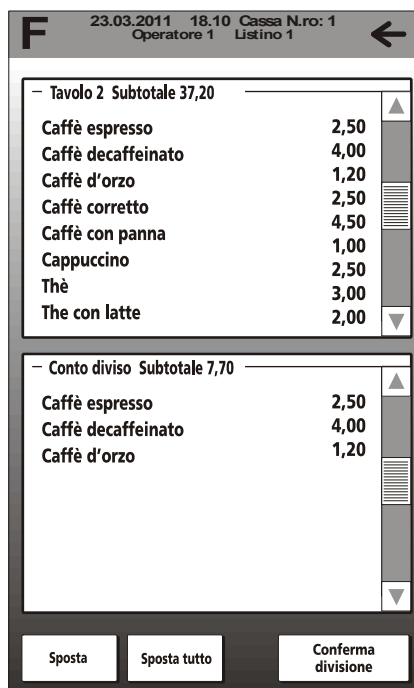 F
23.03.2011 18.10 Cassa N.ro: 1
Operatore 1 Listino 1
Tavolo 2 Subtotale 37,20
Caffè espresso 2,50
Caffè decaffeinato 4,00
Caffè d'orzo 1,20
Caffè corretto 2,50
Caffè con panna 4,50
Cappuccino 1,00
Thè 2,50
The con latte 3,00
2,00
Conto diviso Subtotale 7,70
Caffè espresso 2,50
Caffè decaffeinato 4,00
Caffè d'orzo 1,20
Sposta
Sposta tutto
Conferma
divisione